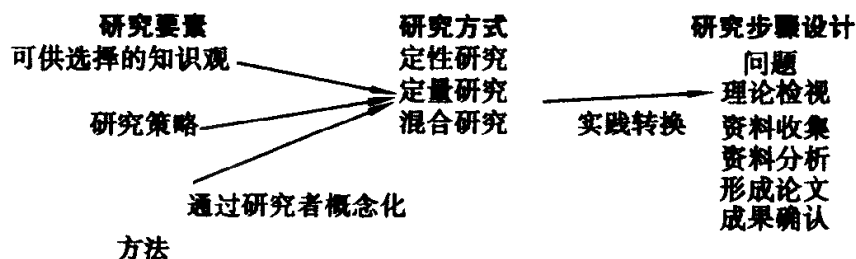 研究要素 研究方式 研究步骤设计
可供选择的知识观 定性研究 问题
定量研究 理论检视
研究策略 混合研究 实践转换 资料收集
资料分析
通过研究者概念化 形成论文
成果确认
方法